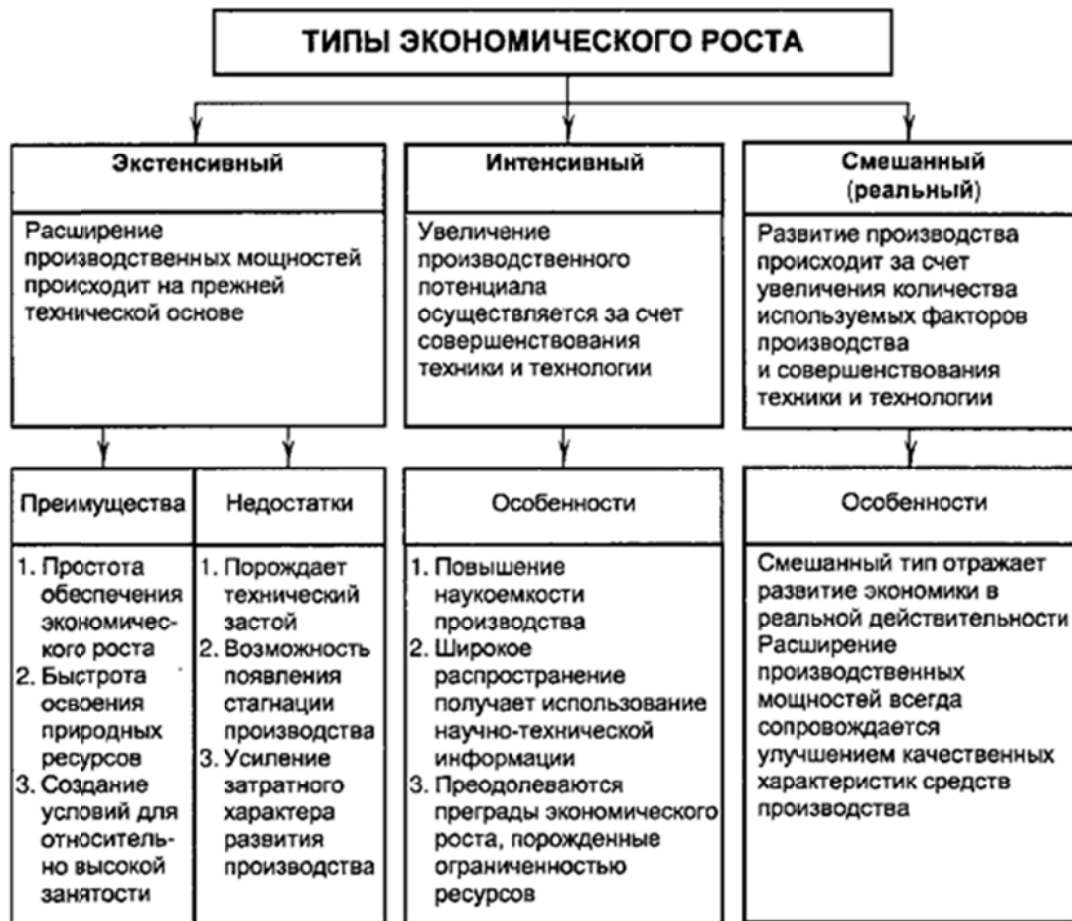 ТИПЫ ЭКОНОМИЧЕСКОГО РОСТА
Экстенсивный
Расширение
производственных мощностей
происходит на прежней
технической основе
Интенсивный
Увеличение
производственного
потенциала
осуществляется за счет
совершенствования
техники и технологии
Смешанный
(реальный)
Развитие производства
происходит за счет
увеличения количества
используемых факторов
производства
и совершенствования
техники и технологии
Преимущества
1. Простота
обеспечения
экономичес-
кого роста
2. Быстрота
освоения
природных
ресурсов
3. Создание
условий для
относитель-
но высокой
занятости
Недостатки
1. Порождает
технический
застой
2. Возможность
появления
стагнации
производства
3. Усиление
затратного
характера
развития
производства
Особенности
1. Повышение
наукоемкости
производства
2. Широкое
распространение
получает использование
научно-технической
информации
3. Преодолеваются
преграды экономического
роста, порожденные
ограниченностью
ресурсов
Особенности
Смешанный тип отражает
развитие экономики в
реальной действительности
Расширение
производственных
мощностей всегда
сопровождается
улучшением качественных
характеристик средств
производства